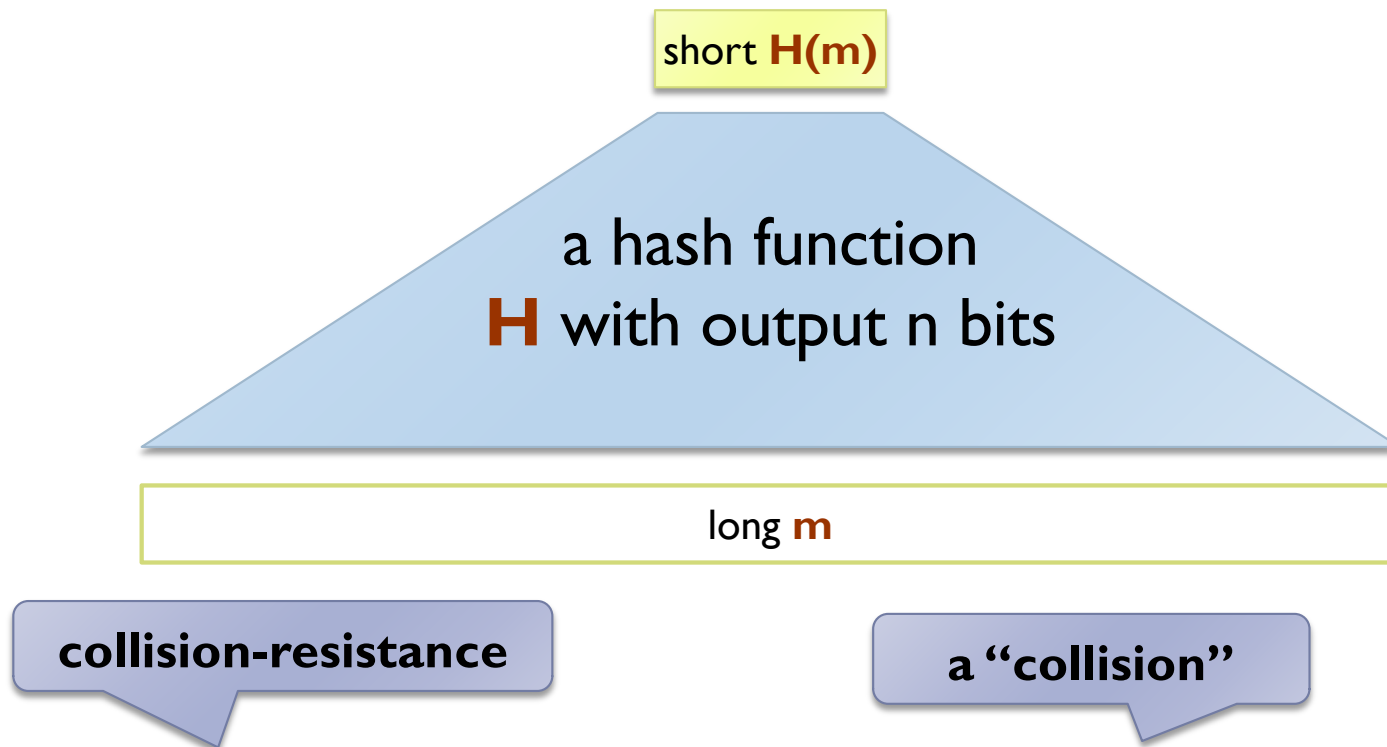 short H(m)
a hash function
H with output n bits
long m
collision-resistance
a “collision”